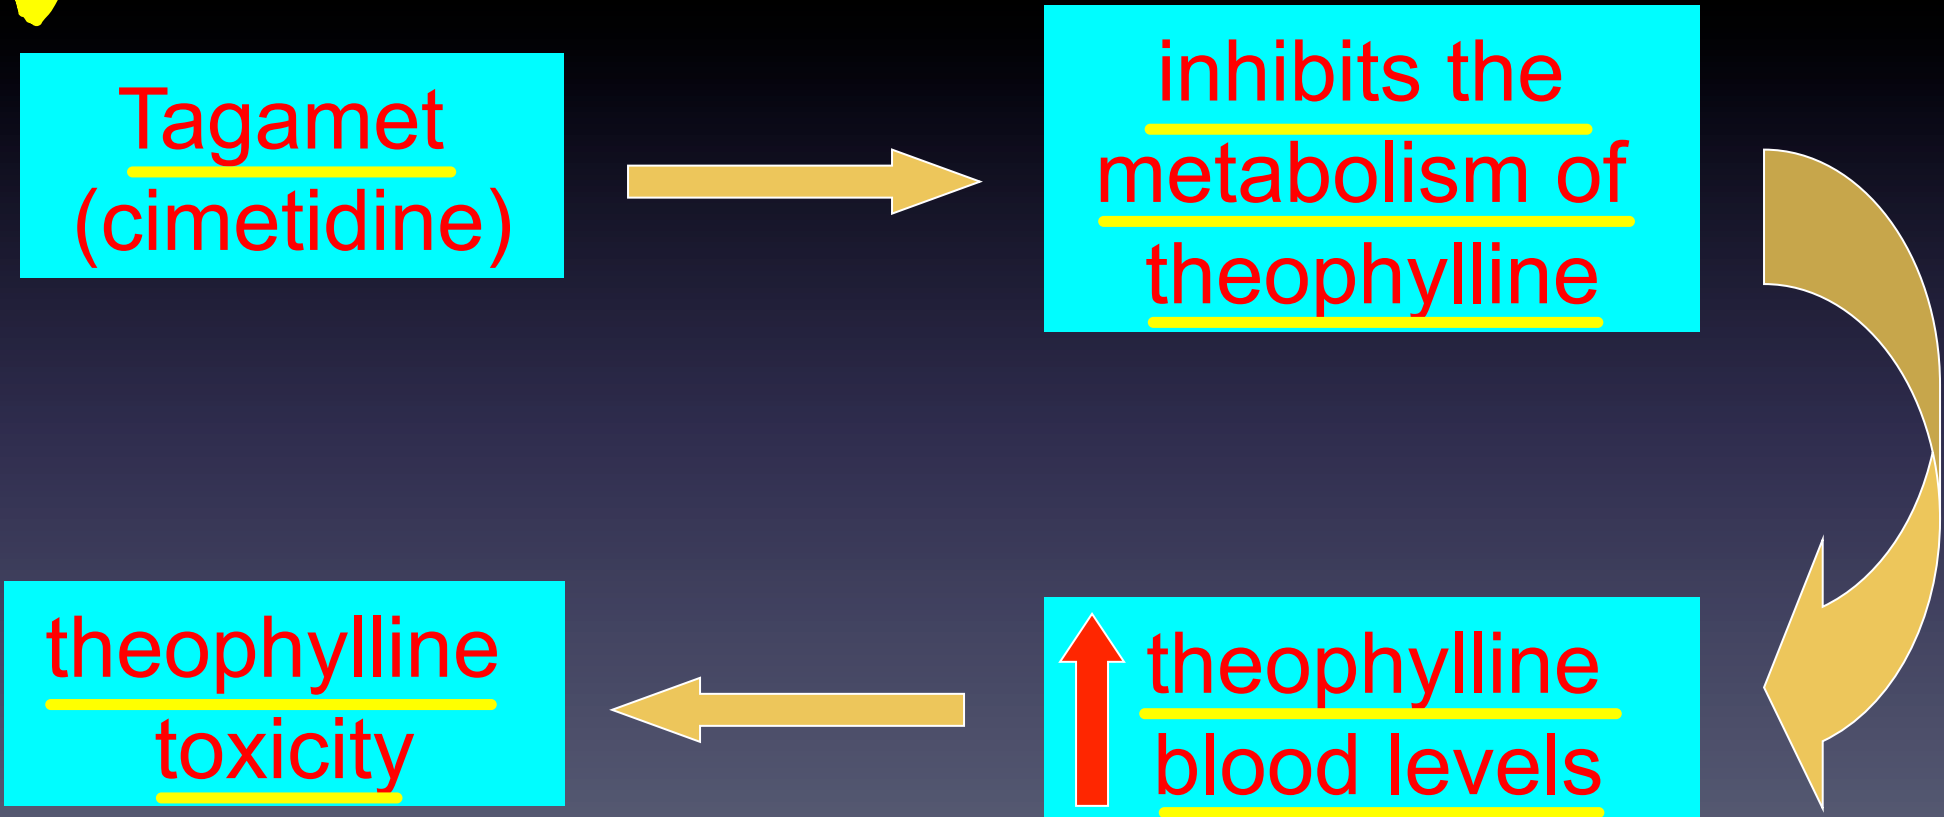 Tagamet
(cimetidine)
inhibits the
metabolism of
theophylline
theophylline
blood levels
theophylline
toxicity